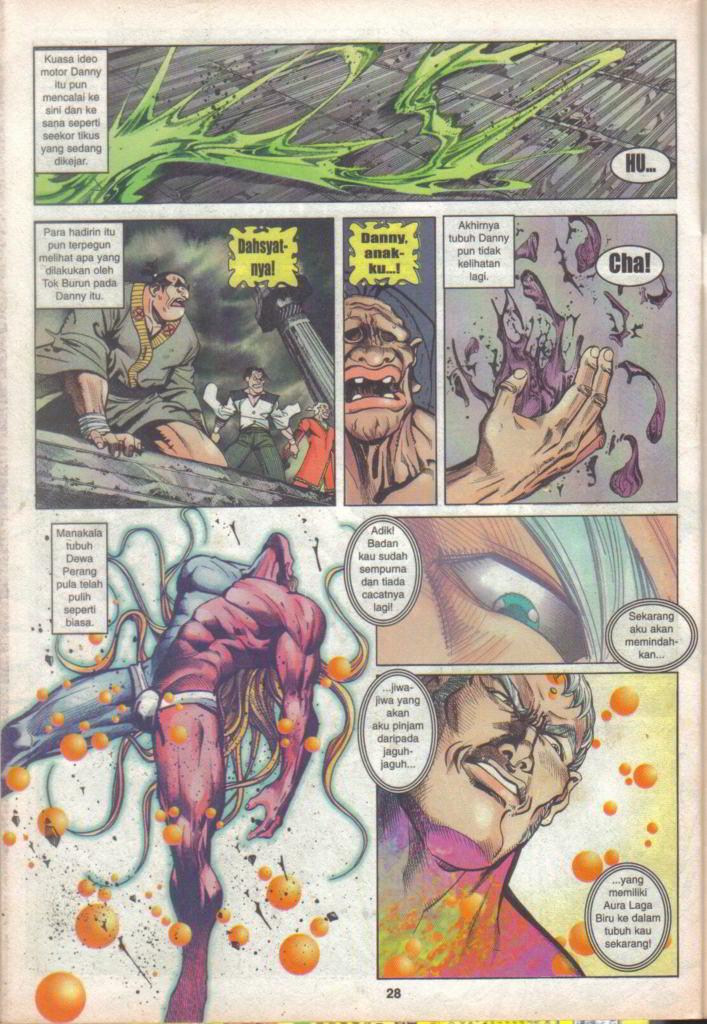 Kuasa ideo
motor Danny
itu pun
mencalai ke
sini dan ke
sana seperti
seekor tikus
yang sedang
dikejar.
HU...
Para hadirin itu
pun terpegun
melihat apa yang
dilakukan oleh
Tok Burun pada
Danny itu.
Dahsyat-
nya!
Danny,
anak-
ku...!
Akhirnya
tubuh Danny
pun tidak
kelihatan
lagi.
Cha!
Manakala
tubuh
Dewa
Perang
pula telah
pulih
seperti
biasa.
Adik!
Badan
kau sudah
sempurna
dan tiada
cacatnya
lagi!
Sekarang
aku akan
memindah-
kan...
...jiwa-
jiwa yang
akan
aku pinjam
daripada
jaguh-
jaguh...
...yang
memiliki
Aura Laga
Biru ke dalam
tubuh kau
sekarang!
28